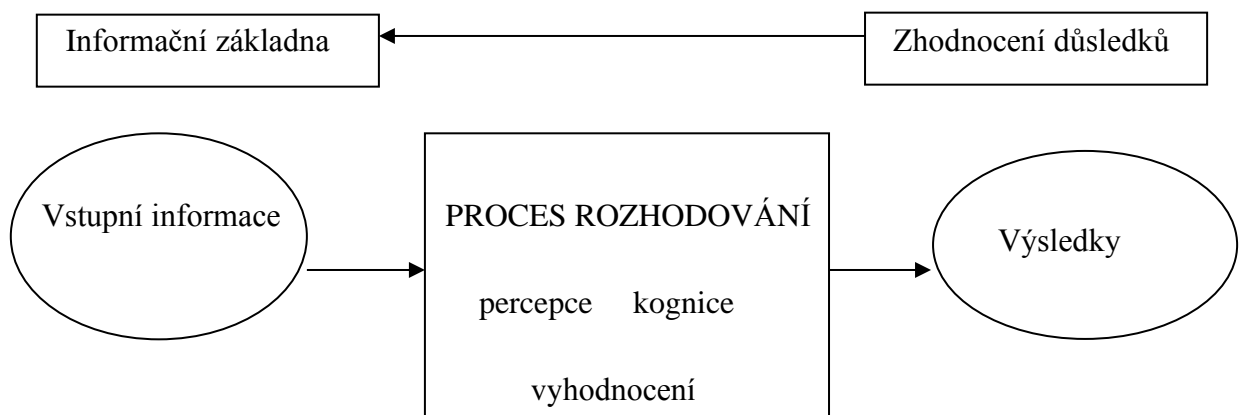 Informační základna
Zhodnocení důsledků
Vstupní informace
PROCES ROZHODOVÁNÍ
percepce kognice
vyhodnocení
Výsledky